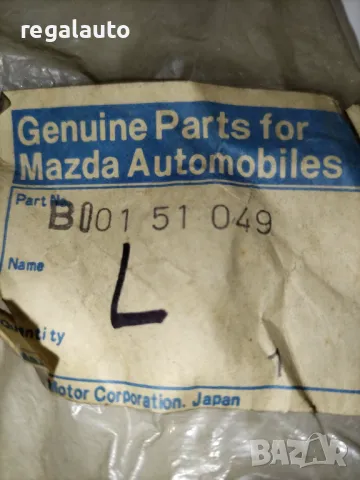 regalauto
Genuine Parts for
Mazda Automobiles
Part No.
B001 51 049
Name
L
Quantity
1
Motor Corporation. Japan
BAZAR